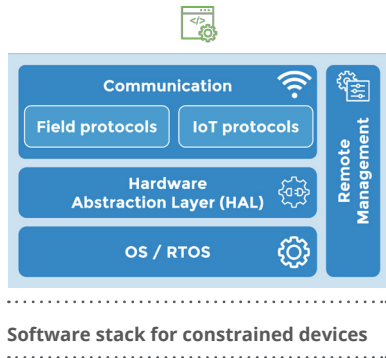 </>
Communication
Field protocols
IoT protocols
Hardware
Abstraction Layer (HAL)
OS / RTOS
Remote
Management
Software stack for constrained devices